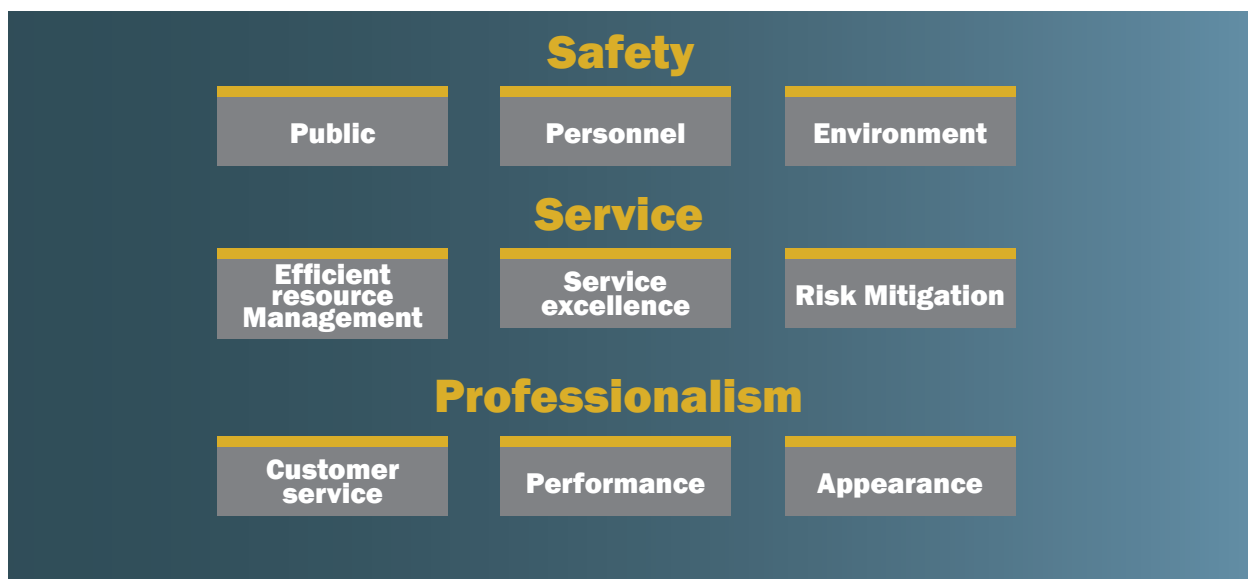 Safety
Public
Personnel
Environment
Service
Efficient
resource
Management
Service
excellence
Risk Mitigation
Professionalism
Customer
service
Performance
Appearance